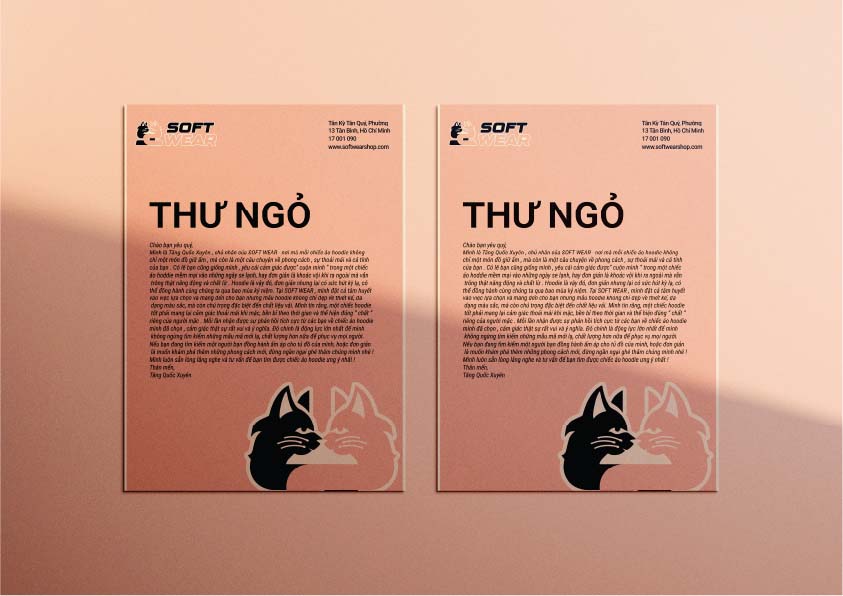 SOFT
WEAR
Tân Kỳ Tân Quý, Phường
13 Tân Bình, Hồ Chí Minh
17 001 090
www.softwearshop.com
THƯ NGỎ
Chào bạn yêu quý,
Mình là Tăng Quốc Xuyên , chủ nhân của SOFT WEAR nơi mà mỗi chiếc áo hoodie không
chỉ một món đồ giữ ấm , mà còn là một câu chuyện về phong cách , sự thoải mái và cá tính
của bạn . Có lẽ bạn cũng giống mình , yêu cái cảm giác được" cuộn mình " trong một chiếc
áo hoddie mềm mại vào những ngày se lạnh, hay đơn giản là khoác vội khi ra ngoài mà vẫn
trông thật năng động và chất lừ . Hoodie là vậy đó, đơn giản nhưng lại có sức hút kỳ lạ, có
thể đồng hành cùng chúng ta qua bao mùa kỷ niệm. Tại SOFT WEAR , mình đặt cả tâm huyết
vào việc lựa chọn và mang đến cho bạn những mẫu hoodie không chỉ đẹp về thiết kế, đa
dạng màu sắc, mà còn chú trọng đặc biệt đến chất liệu vải. Mình tin rằng, một chiếc hoodie
tốt phải mang lại cảm giác thoải mái khi mặc, bền bỉ theo thời gian và thể hiện đúng " chất "
riêng của người mặc . Mỗi lần nhận được sự phản hồi tích cực từ các bạn về chiếc áo hoodie
mình đã chọn , cảm giác thật sự rất vui và ý nghĩa. Đó chính là động lực lớn nhất để mình
không ngừng tìm kiếm những mẫu mã mới lạ, chất lượng hơn nữa để phục vụ mọi người.
Nếu bạn đang tìm kiếm một người bạn đồng hành ấm áp cho tủ đồ của mình, hoặc đơn giản
là muốn khám phá thêm những phong cách mới, đừng ngần ngại ghé thăm chúng mình nhé !
Mình luôn sẵn lòng lắng nghe và tư vấn để bạn tìm được chiếc áo hoodie ưng ý nhất !
Thân mến,
Tăng Quốc Xuyên
SOFT
WEAR
Tân Kỳ Tân Quý, Phường
13 Tân Bình, Hồ Chí Minh
17 001 090
www.softwearshop.com
THƯ NGỎ
Chào bạn yêu quý,
Mình là Tăng Quốc Xuyên , chủ nhân của SOFT WEAR nơi mà mỗi chiếc áo hoodie không
chỉ một món đồ giữ ấm , mà còn là một câu chuyện về phong cách , sự thoải mái và cá tính
của bạn . Có lẽ bạn cũng giống mình , yêu cái cảm giác được" cuộn mình " trong một chiếc
áo hoddie mềm mại vào những ngày se lạnh, hay đơn giản là khoác vội khi ra ngoài mà vẫn
trông thật năng động và chất lừ . Hoodie là vậy đó, đơn giản nhưng lại có sức hút kỳ lạ, có
thể đồng hành cùng chúng ta qua bao mùa kỷ niệm. Tại SOFT WEAR , mình đặt cả tâm huyết
vào việc lựa chọn và mang đến cho bạn những mẫu hoodie không chỉ đẹp về thiết kế, đa
dạng màu sắc, mà còn chú trọng đặc biệt đến chất liệu vải. Mình tin rằng, một chiếc hoodie
tốt phải mang lại cảm giác thoải mái khi mặc, bền bỉ theo thời gian và thể hiện đúng " chất "
riêng của người mặc . Mỗi lần nhận được sự phản hồi tích cực từ các bạn về chiếc áo hoodie
mình đã chọn , cảm giác thật sự rất vui và ý nghĩa. Đó chính là động lực lớn nhất để mình
không ngừng tìm kiếm những mẫu mã mới lạ, chất lượng hơn nữa để phục vụ mọi người.
Nếu bạn đang tìm kiếm một người bạn đồng hành ấm áp cho tủ đồ của mình, hoặc đơn giản
là muốn khám phá thêm những phong cách mới, đừng ngần ngại ghé thăm chúng mình nhé !
Mình luôn sẵn lòng lắng nghe và tư vấn để bạn tìm được chiếc áo hoodie ưng ý nhất !
Thân mến,
Tăng Quốc Xuyên